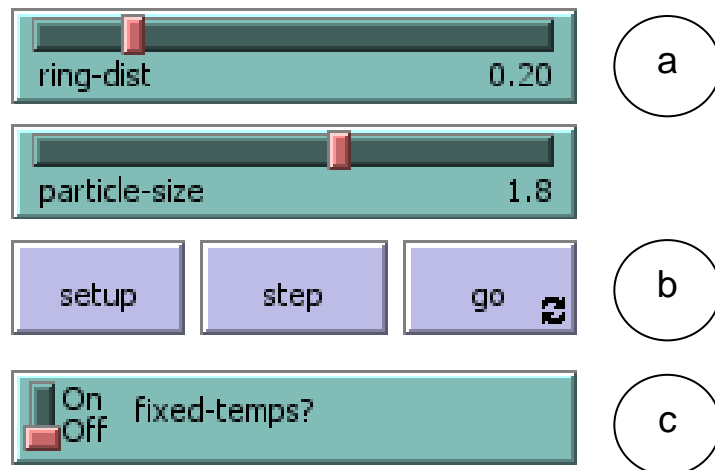 ring-dist 0.20
a
particle-size 1.8
setup step go
b
On
Off
fixed-temps?
c